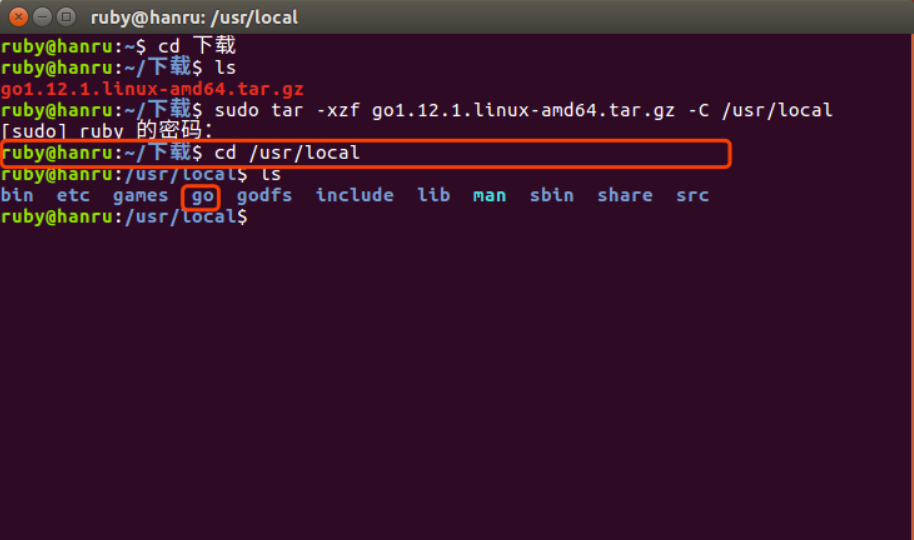 ruby@hanru: /usr/local
ruby@hanru:~$ cd 下载
ruby@hanru:~/下载$ ls
go1.12.1.linux-amd64.tar.gz
ruby@hanru:~/下载$ sudo tar -xzf go1.12.1.linux-amd64.tar.gz -C /usr/local
[sudo] ruby 的密码：
ruby@hanru:~/下载$ cd /usr/local
ruby@hanru:/usr/local$ ls
bin  etc  games  go  godfs  include  lib  man  sbin  share  src
ruby@hanru:/usr/local$